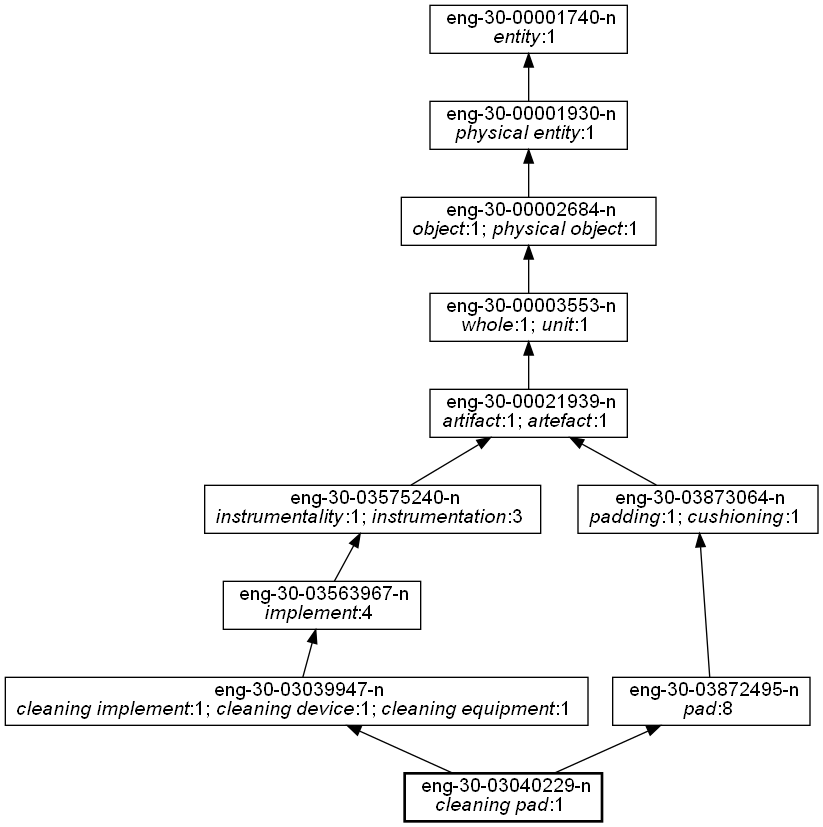 eng-30-00001740-n
entity:1
eng-30-00001930-n
physical entity:1
eng-30-00002684-n
object:1; physical object:1
eng-30-00003553-n
whole:1; unit:1
eng-30-00021939-n
artifact:1; artefact:1
eng-30-03575240-n
instrumentality:1; instrumentation:3
eng-30-03873064-n
padding:1; cushioning:1
eng-30-03563967-n
implement:4
eng-30-03039947-n
cleaning implement:1; cleaning device:1; cleaning equipment:1
eng-30-03872495-n
pad:8
eng-30-03040229-n
cleaning pad:1